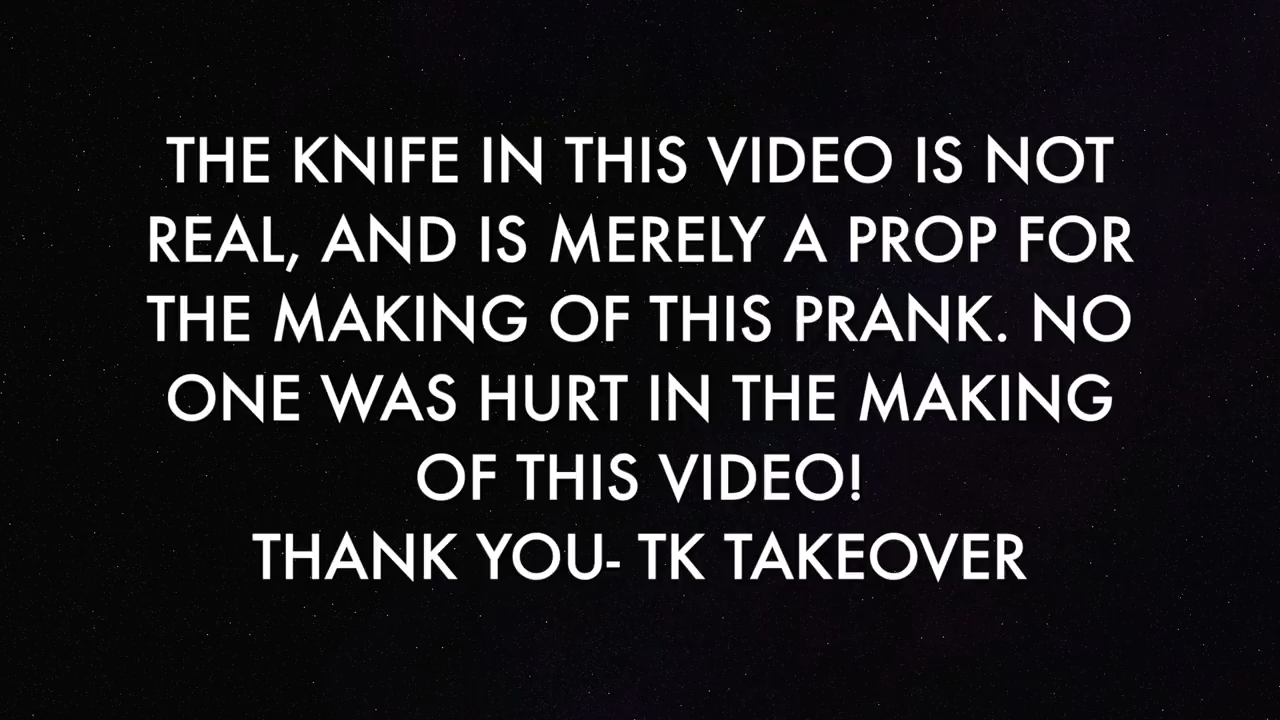 THE KNIFE IN THIS VIDEO IS NOT
REAL, AND IS MERELY A PROP FOR
THE MAKING OF THIS PRANK. NO
ONE WAS HURT IN THE MAKING
OF THIS VIDEO!
THANK YOU- TK TAKEOVER